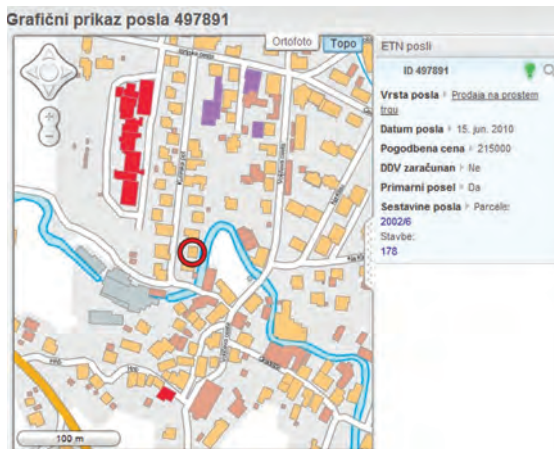 Grafični prikaz posla 497891
Ortofoto
Topo
ETN posli
ID 497891
Vrsta posla Prodaja na prostem
trgu
Datum posla 15. jun. 2010
Pogodbena cena 215000
DDV zaračunan Ne
Primarni posel Da
Sestavine posla Parcele:
2002/6
Stavbe:
178
100 m